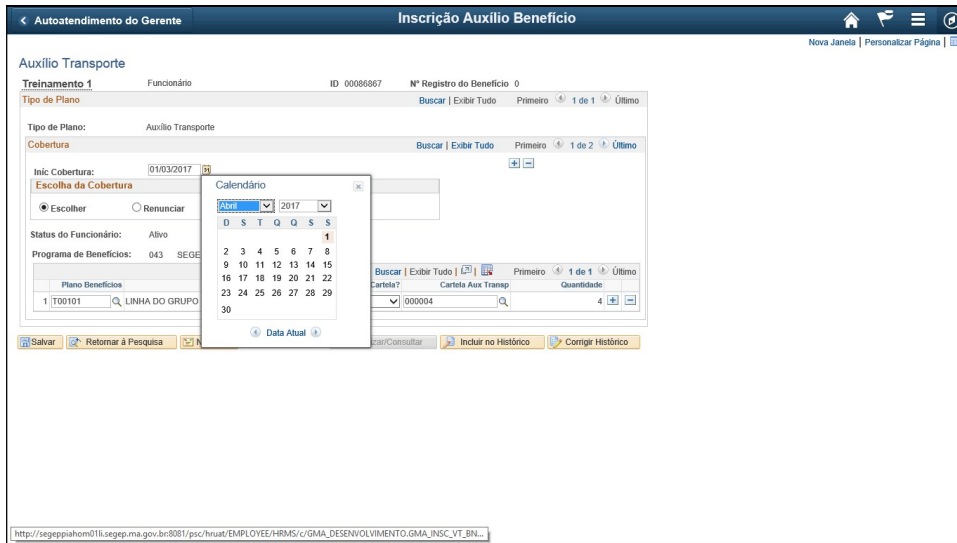 Autoatendimento do Gerente
Inscrição Auxílio Benefício
Nova Janela | Personalizar Página |
Auxílio Transporte
Treinamento 1 Funcionário ID 00086867 Nº Registro do Benefício 0
Tipo de Plano Buscar | Exibir Tudo Primeiro 1 de 1 Último
Tipo de Plano: Auxílio Transporte
Cobertura Buscar | Exibir Tudo Primeiro 1 de 2 Último
Iníc Cobertura: 01/03/2017
Escolha da Cobertura
Escolher Renunciar
Status do Funcionário: Ativo
Programa de Benefícios: 043 SEGE
Calendário
Abril 2017
D S T Q Q S S
1
2 3 4 5 6 7 8
9 10 11 12 13 14 15
16 17 18 19 20 21 22
23 24 25 26 27 28 29
30
Data Atual
Buscar | Exibir Tudo | Primeiro 1 de 1 Último
Plano Benefícios Cartela? Cartela Aux Transp Quantidade
1 T00101 LINHA DO GRUPO 000004 4
Salvar Retornar à Pesquisa N zar/Consultar Incluir no Histórico Corrigir Histórico
http://segeppiahom01li.segep.ma.gov.br:8081/psc/hruat/EMPLOYEE/HRMS/c/GMA_DESENVOLVIMENTO.GMA_INSC_VT_BN...